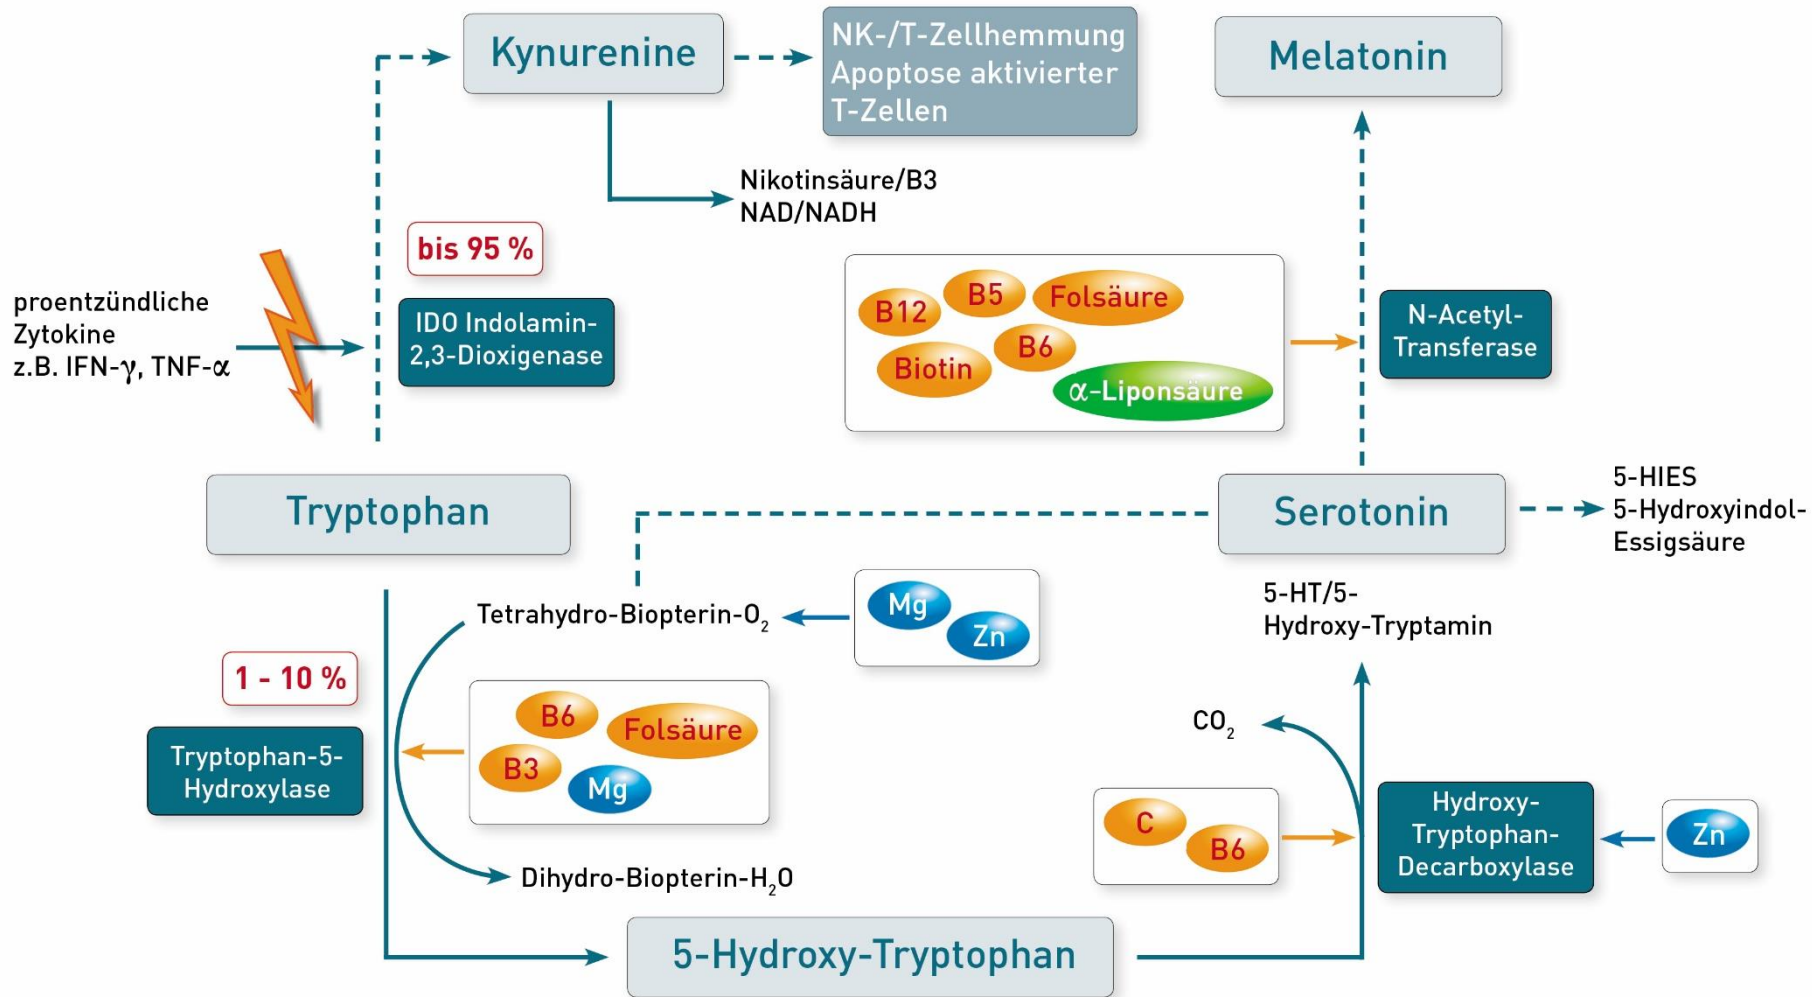 Kynurenine
NK-/T-Zellhemmung
Apoptose aktivierter
T-Zellen
Melatonin
Nikotinsäure/B3
NAD/NADH
bis 95 %
proentzündliche
Zytokine
z.B. IFN-γ, TNF-α
IDO Indolamin-
2,3-Dioxigenase
B12
B5
Folsäure
Biotin
B6
α-Liponsäure
N-Acetyl-
Transferase
Tryptophan
Serotonin
5-HIES
5-Hydroxyindol-
Essigsäure
Tetrahydro-Biopterin-O₂
Mg
Zn
5-HT/5-
Hydroxy-Tryptamin
1 - 10 %
Tryptophan-5-
Hydroxylase
B6
Folsäure
B3
Mg
CO₂
C
B6
Hydroxy-
Tryptophan-
Decarboxylase
Zn
Dihydro-Biopterin-H₂O
5-Hydroxy-Tryptophan